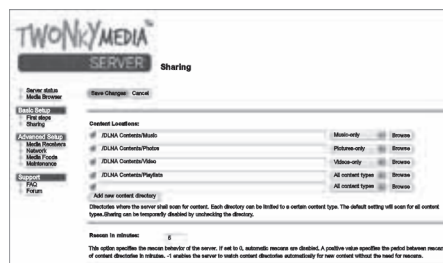 TWONKYMEDIA
SERVER
Sharing
Server status
Media Browser
Save Changes Cancel
Basic Setup
First steps
Sharing
Advanced Setup
Media Receivers
Network
Media Feeds
Maintenance
Support
FAQ
Forum
Content Locations:
/DLNA Contents/Music Music-only Browse
/DLNA Contents/Photos Pictures-only Browse
/DLNA Contents/Video Videos-only Browse
/DLNA Contents/Playlists All content types Browse
All content types Browse
Add new content directory
Directories where the server shall scan for content. Each directory can be limited to a certain content type. The default setting will scan for all content
types.Sharing can be temporarily disabled by unchecking the directory.
Rescan in minutes:
This option specifies the rescan behavior of the server. If set to 0, automatic rescans are disabled. A positive value specifies the period between rescans
of content directories in minutes. -1 enables the server to watch content directories automatically for new content without the need for rescans.